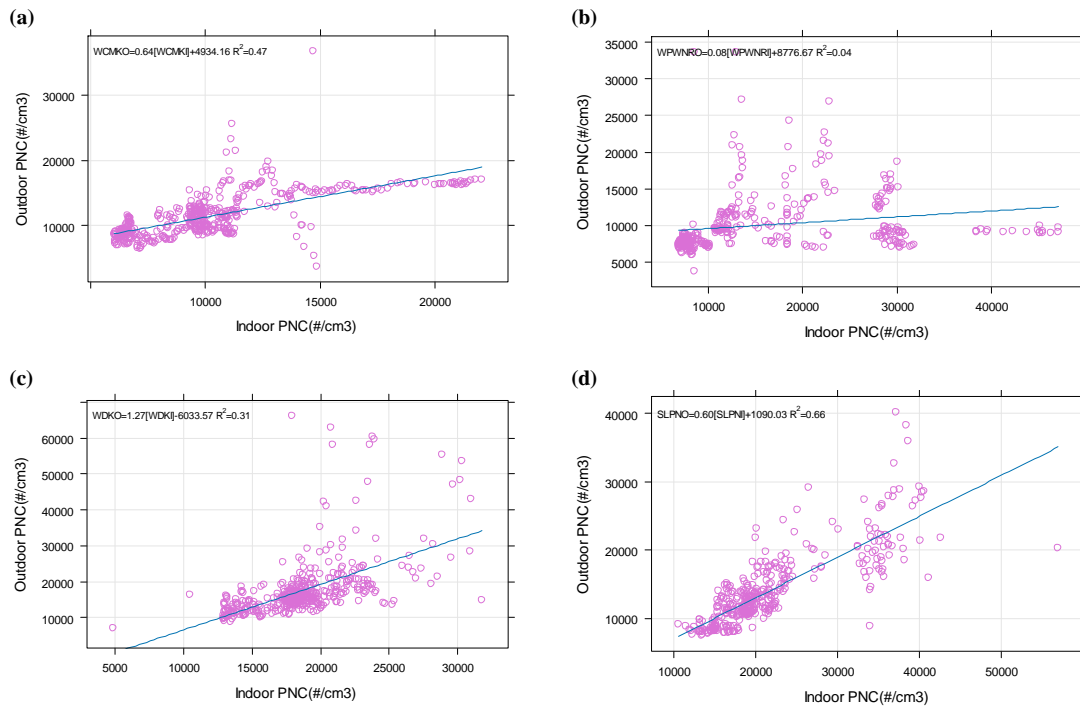 (a)
WCMKO=0.64[WCMKI]+4934.16 R²=0.47
30000
20000
10000
Outdoor PNC(#/cm3)
10000 15000 20000
Indoor PNC(#/cm3)
(b)
WPWNRO=0.08[WPWNRI]+8776.67 R²=0.04
35000
30000
25000
20000
15000
10000
5000
Outdoor PNC(#/cm3)
10000 20000 30000 40000
Indoor PNC(#/cm3)
(c)
WDKO=1.27[WDKI]-6033.57 R²=0.31
60000
50000
40000
30000
20000
10000
Outdoor PNC(#/cm3)
5000 10000 15000 20000 25000 30000
Indoor PNC(#/cm3)
(d)
SLPNO=0.60[SLPNI]+1090.03 R²=0.66
40000
30000
20000
10000
Outdoor PNC(#/cm3)
10000 20000 30000 40000 50000
Indoor PNC(#/cm3)